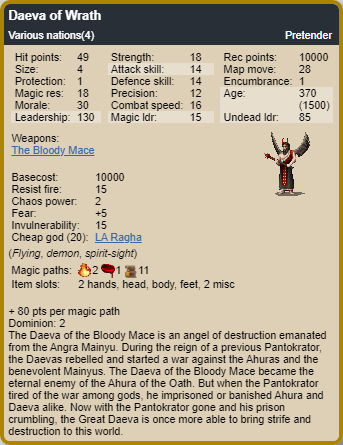 Daeva of Wrath
Various nations(4) Pretender
Hit points: 49 Strength: 18 Rec points: 10000
Size: 4 Attack skill: 14 Map move: 28
Protection: 1 Defence skill: 14 Encumbrance: 1
Magic res: 18 Precision: 12 Age: 370
Morale: 30 Combat speed: 16 (1500)
Leadership: 130 Magic ldr: 15 Undead ldr: 85
Weapons:
The Bloody Mace
Basecost: 10000
Resist fire: 15
Chaos power: 2
Fear: +5
Invulnerability: 15
Cheap god (20): LA Ragha
(Flying, demon, spirit-sight)
Magic paths: 2 1 11
Item slots: 2 hands, head, body, feet, 2 misc
+ 80 pts per magic path
Dominion: 2
The Daeva of the Bloody Mace is an angel of destruction emanated
from the Angra Mainyu. During the reign of a previous Pantokrator,
the Daevas rebelled and started a war against the Ahuras and the
benevolent Mainyus. The Daeva of the Bloody Mace became the
eternal enemy of the Ahura of the Oath. But when the Pantokrator
tired of the war among gods, he imprisoned or banished Ahura and
Daeva alike. Now with the Pantokrator gone and his prison
crumbling, the Great Daeva is once more able to bring strife and
destruction to this world.